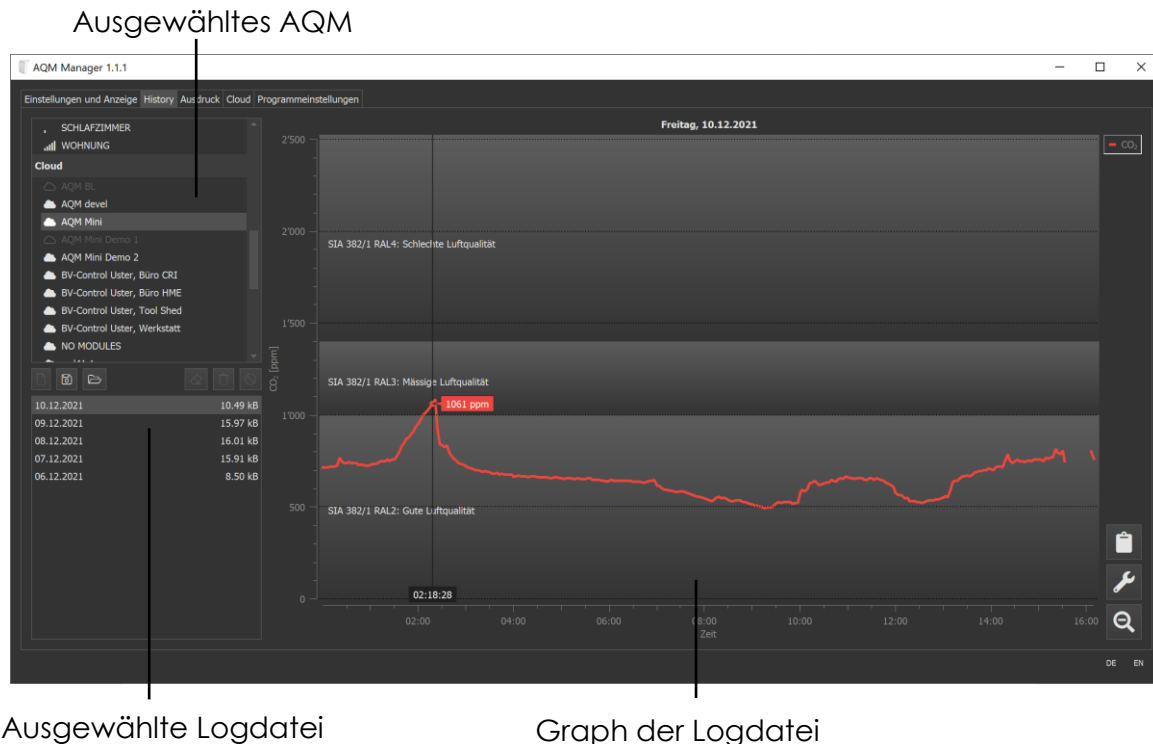 Ausgewähltes AQM
AQM Manager 1.1.1
Einstellungen und Anzeige History Ausdruck Cloud Programmeinstellungen
SCHLAFZIMMER
WOHNUNG
Cloud
AQM BL
AQM devel
AQM Mini
AQM Mini Demo 1
AQM Mini Demo 2
BV-Control Uster, Büro CRI
BV-Control Uster, Büro HME
BV-Control Uster, Tool Shed
BV-Control Uster, Werkstatt
NO MODULES
10.12.2021 10.49 kB
09.12.2021 15.97 kB
08.12.2021 16.01 kB
07.12.2021 15.91 kB
06.12.2021 8.50 kB
Freitag, 10.12.2021
CO₂
CO₂ [ppm]
2'500
2'000
SIA 382/1 RAL4: Schlechte Luftqualität
1'500
SIA 382/1 RAL3: Mässige Luftqualität
1061 ppm
1'000
500
SIA 382/1 RAL2: Gute Luftqualität
0
02:18:28
02:00 04:00 06:00 08:00 10:00 12:00 14:00 16:00
Zeit
DE EN
Ausgewählte Logdatei
Graph der Logdatei